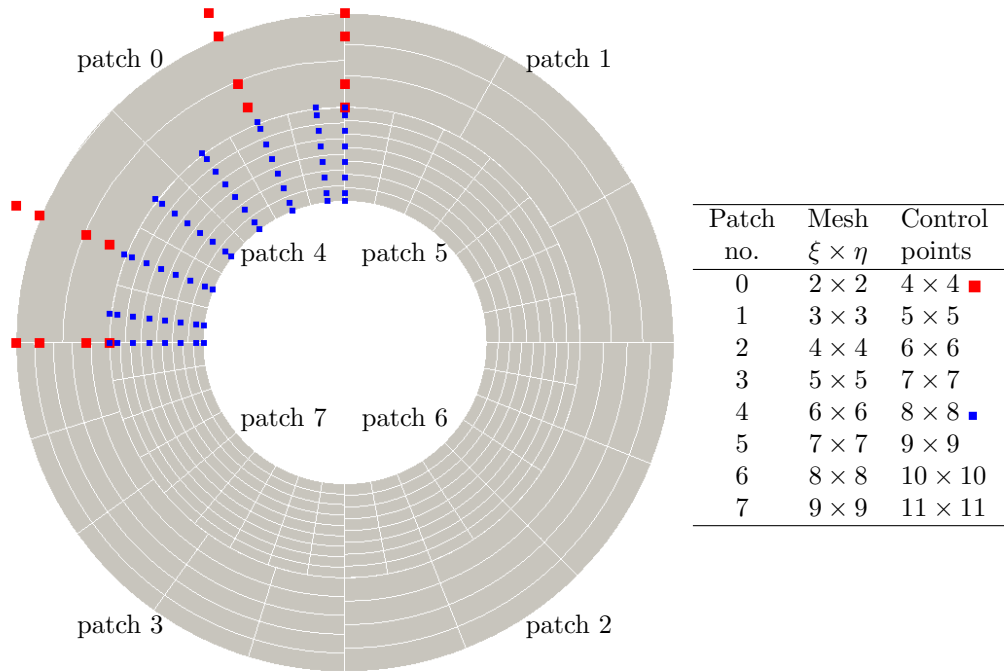 patch 0
patch 1
patch 4
patch 5
patch 7
patch 6
patch 3
patch 2
Patch Mesh Control
no. ξ × η points
0 2 × 2 4 × 4
1 3 × 3 5 × 5
2 4 × 4 6 × 6
3 5 × 5 7 × 7
4 6 × 6 8 × 8
5 7 × 7 9 × 9
6 8 × 8 10 × 10
7 9 × 9 11 × 11